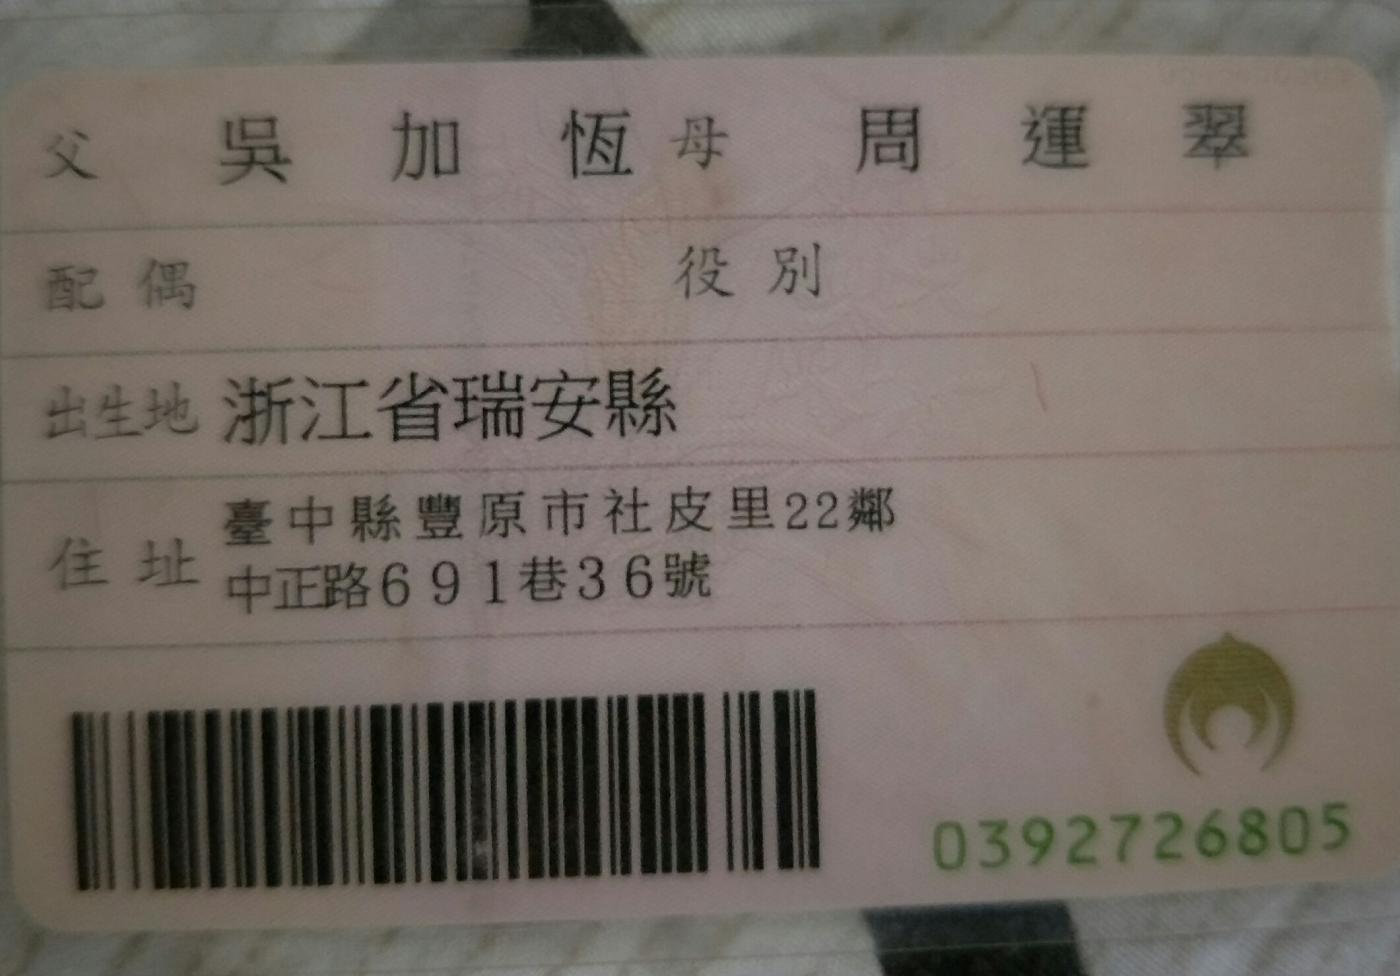 父 吳加恆 母 周運翠
配偶 役別
出生地 浙江省瑞安縣
住址 臺中縣豐原市社皮里22鄰
中正路691巷36號
0392726805